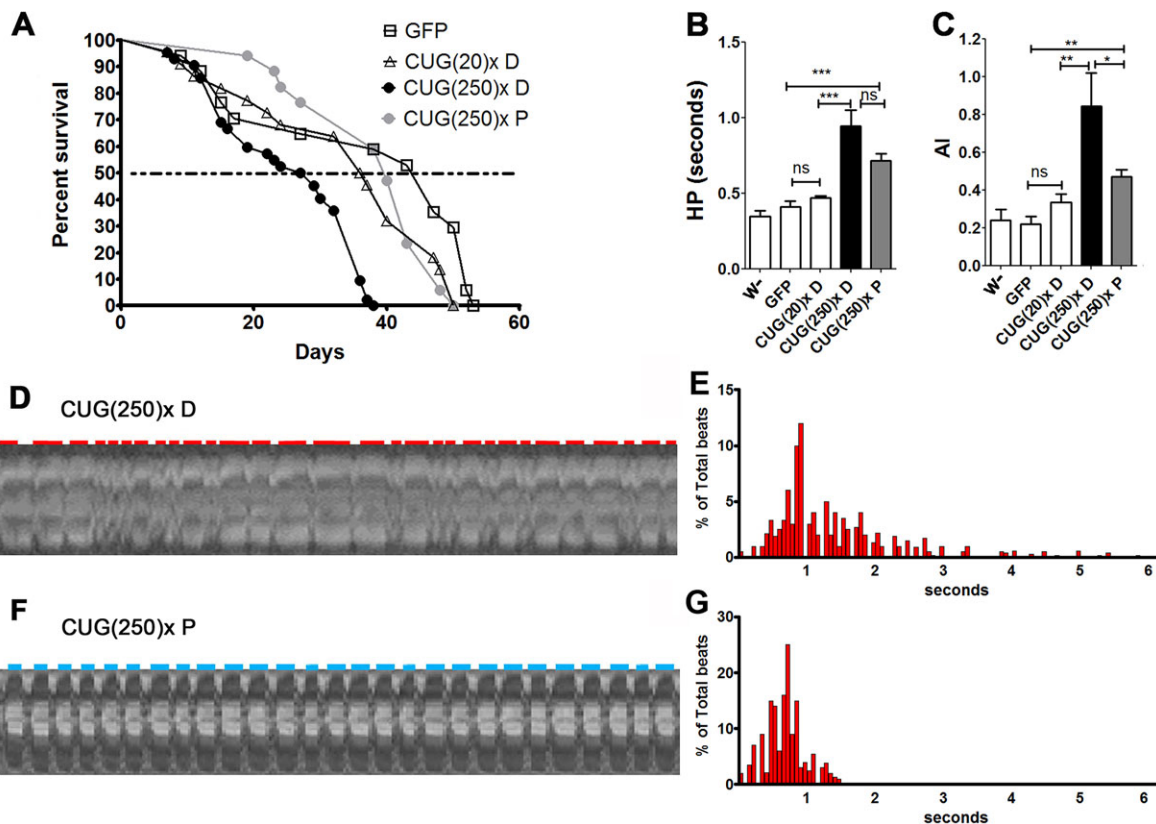 A
Percent survival
100
90
80
70
60
50
40
30
20
10
0
0 20 40 60
Days
GFP
CUG(20)x D
CUG(250)x D
CUG(250)x P
B
HP (seconds)
1.5
1.0
0.5
0.0
***
*** ns
ns
W-
GFP
CUG(20)x D
CUG(250)x D
CUG(250)x P
C
AI
1.2
1.0
0.8
0.6
0.4
0.2
0.0
**
** *
ns
W-
GFP
CUG(20)x D
CUG(250)x D
CUG(250)x P
D
CUG(250)x D
E
% of Total beats
15
10
5
0
1 2 3 4 5 6
seconds
F
CUG(250)x P
G
% of Total beats
30
20
10
0
1 2 3 4 5 6
seconds